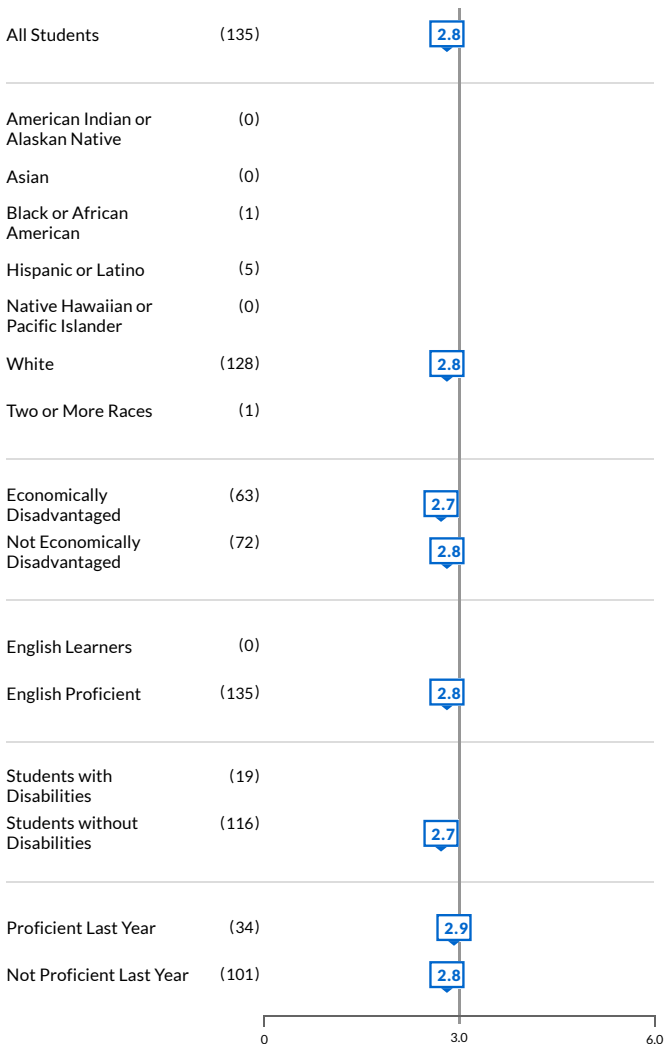 All Students (135) 2.8
American Indian or (0)
Alaskan Native
Asian (0)
Black or African (1)
American
Hispanic or Latino (5)
Native Hawaiian or (0)
Pacific Islander
White (128) 2.8
Two or More Races (1)
Economically (63) 2.7
Disadvantaged
Not Economically (72) 2.8
Disadvantaged
English Learners (0)
English Proficient (135) 2.8
Students with (19)
Disabilities
Students without (116) 2.7
Disabilities
Proficient Last Year (34) 2.9
Not Proficient Last Year (101) 2.8
0 3.0 6.0